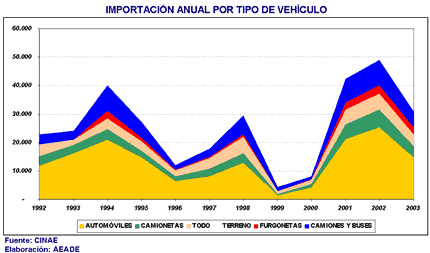 IMPORTACIÓN ANUAL POR TIPO DE VEHÍCULO
60.000
50.000
40.000
30.000
20.000
10.000
-
1992 1993 1994 1995 1996 1997 1998 1999 2000 2001 2002 2003
AUTOMÓVILES CAMIONETAS TODO TERRENO FURGONETAS CAMIONES Y BUSES
Fuente: CINAE
Elaboración: AEADE